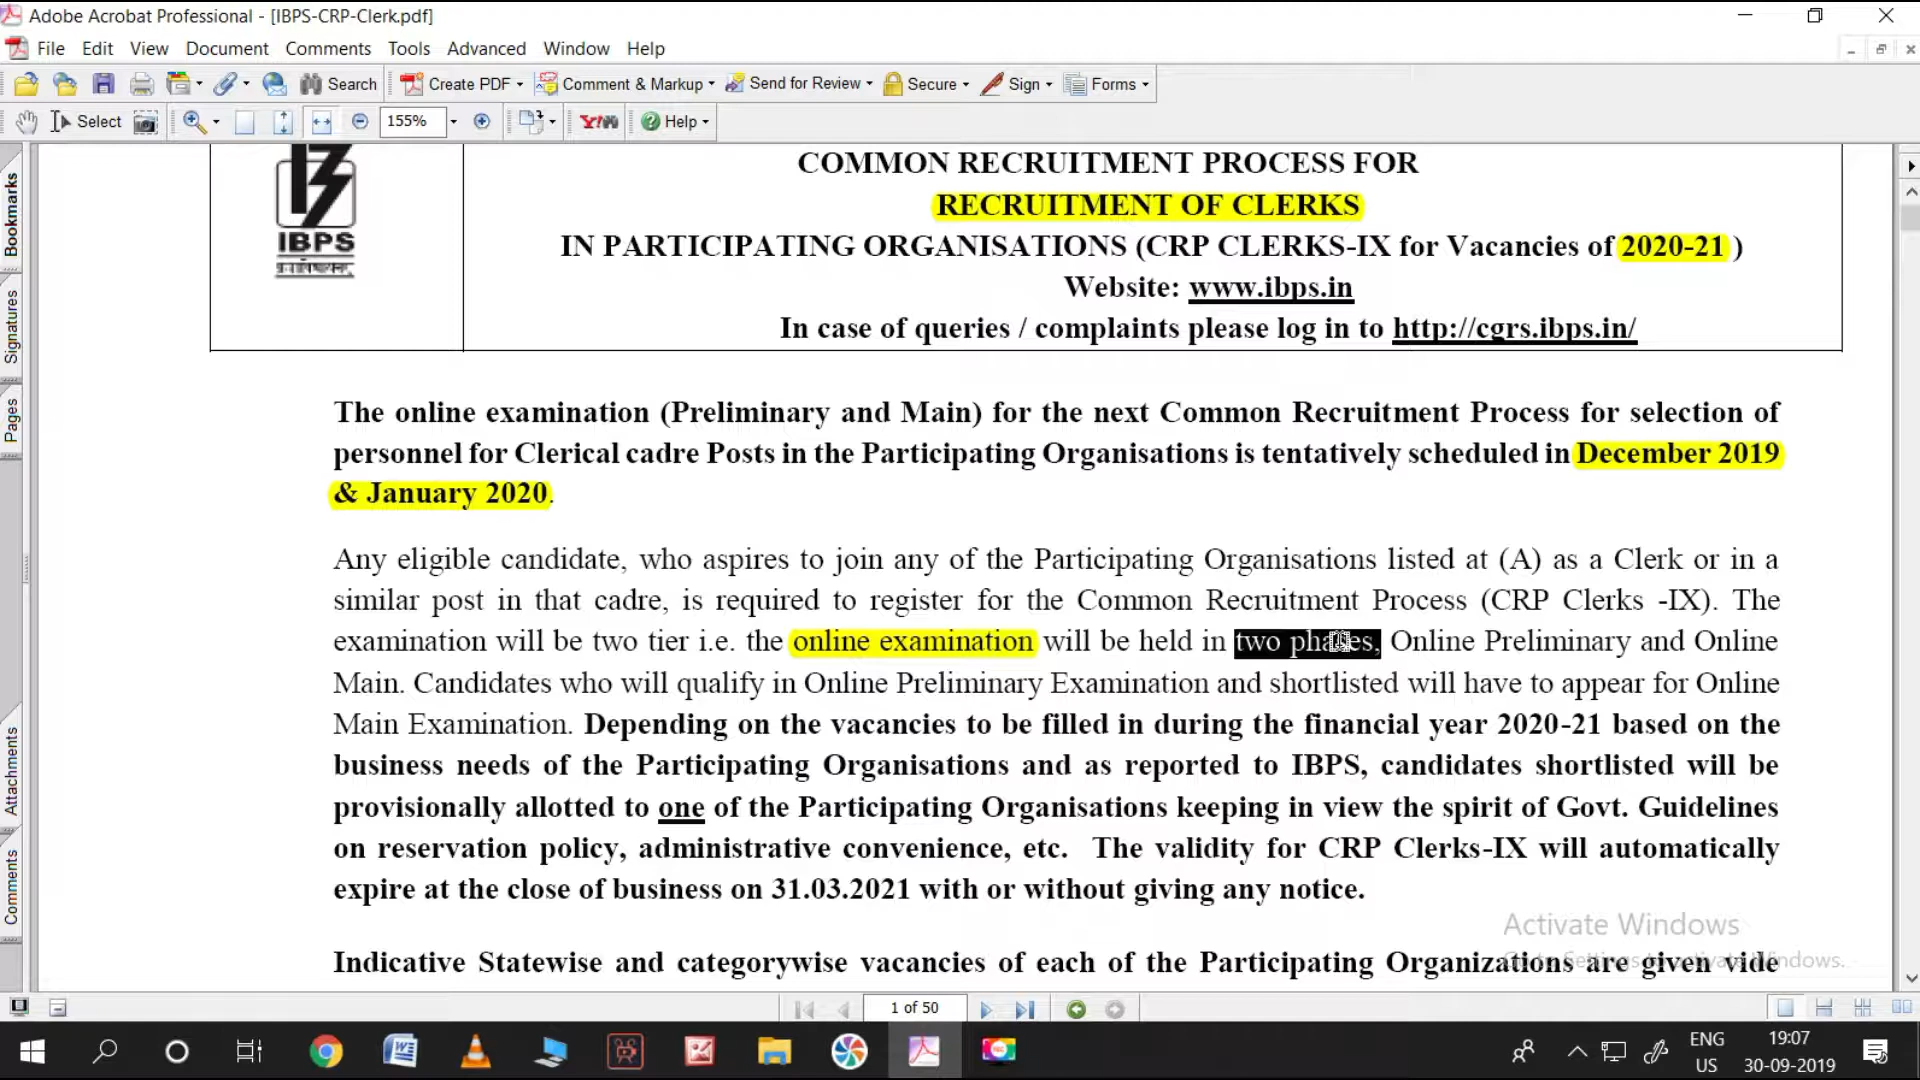 Adobe Acrobat Professional - [IBPS-CRP-Clerk.pdf]
File Edit View Document Comments Tools Advanced Window Help
Search Create PDF Comment & Markup Send for Review Secure Sign Forms
Select 155% Y! Help
Bookmarks
Signatures
Pages
Attachments
Comments
IBPS
COMMON RECRUITMENT PROCESS FOR
RECRUITMENT OF CLERKS
IN PARTICIPATING ORGANISATIONS (CRP CLERKS-IX for Vacancies of 2020-21 )
Website: www.ibps.in
In case of queries / complaints please log in to http://cgrs.ibps.in/
The online examination (Preliminary and Main) for the next Common Recruitment Process for selection of
personnel for Clerical cadre Posts in the Participating Organisations is tentatively scheduled in December 2019
& January 2020.
Any eligible candidate, who aspires to join any of the Participating Organisations listed at (A) as a Clerk or in a
similar post in that cadre, is required to register for the Common Recruitment Process (CRP Clerks -IX). The
examination will be two tier i.e. the online examination will be held in two phases, Online Preliminary and Online
Main. Candidates who will qualify in Online Preliminary Examination and shortlisted will have to appear for Online
Main Examination. Depending on the vacancies to be filled in during the financial year 2020-21 based on the
business needs of the Participating Organisations and as reported to IBPS, candidates shortlisted will be
provisionally allotted to one of the Participating Organisations keeping in view the spirit of Govt. Guidelines
on reservation policy, administrative convenience, etc. The validity for CRP Clerks-IX will automatically
expire at the close of business on 31.03.2021 with or without giving any notice.
Indicative Statewise and categorywise vacancies of each of the Participating Organizations are given vide
Activate Windows
Go to Settings to activate Windows.
1 of 50
ENG
US
19:07
30-09-2019